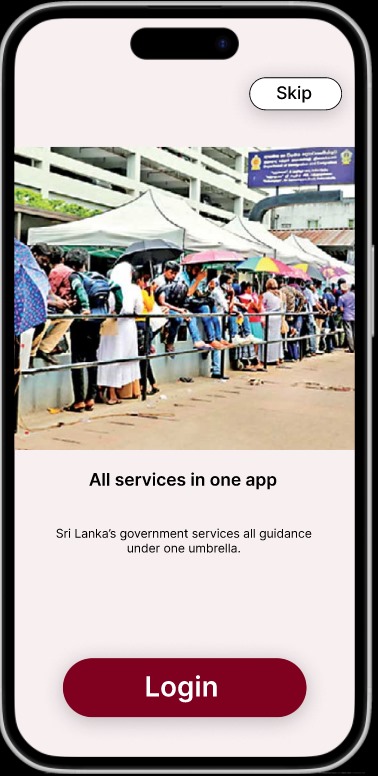 Skip
All services in one app
Sri Lanka’s government services all guidance
under one umbrella.
Login